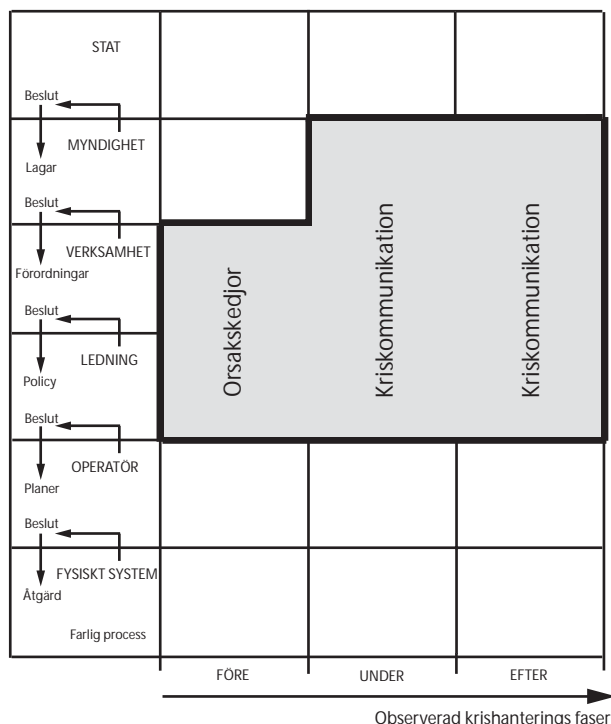 STAT
Beslut
MYNDIGHET
Lagar
Beslut
VERKSAMHET
Förordningar
Beslut
LEDNING
Policy
Beslut
OPERATÖR
Planer
Beslut
FYSISKT SYSTEM
Åtgärd
Farlig process
Orsakskedjor
Kriskommunikation
Kriskommunikation
FÖRE
UNDER
EFTER
Observerad krishanterings faser